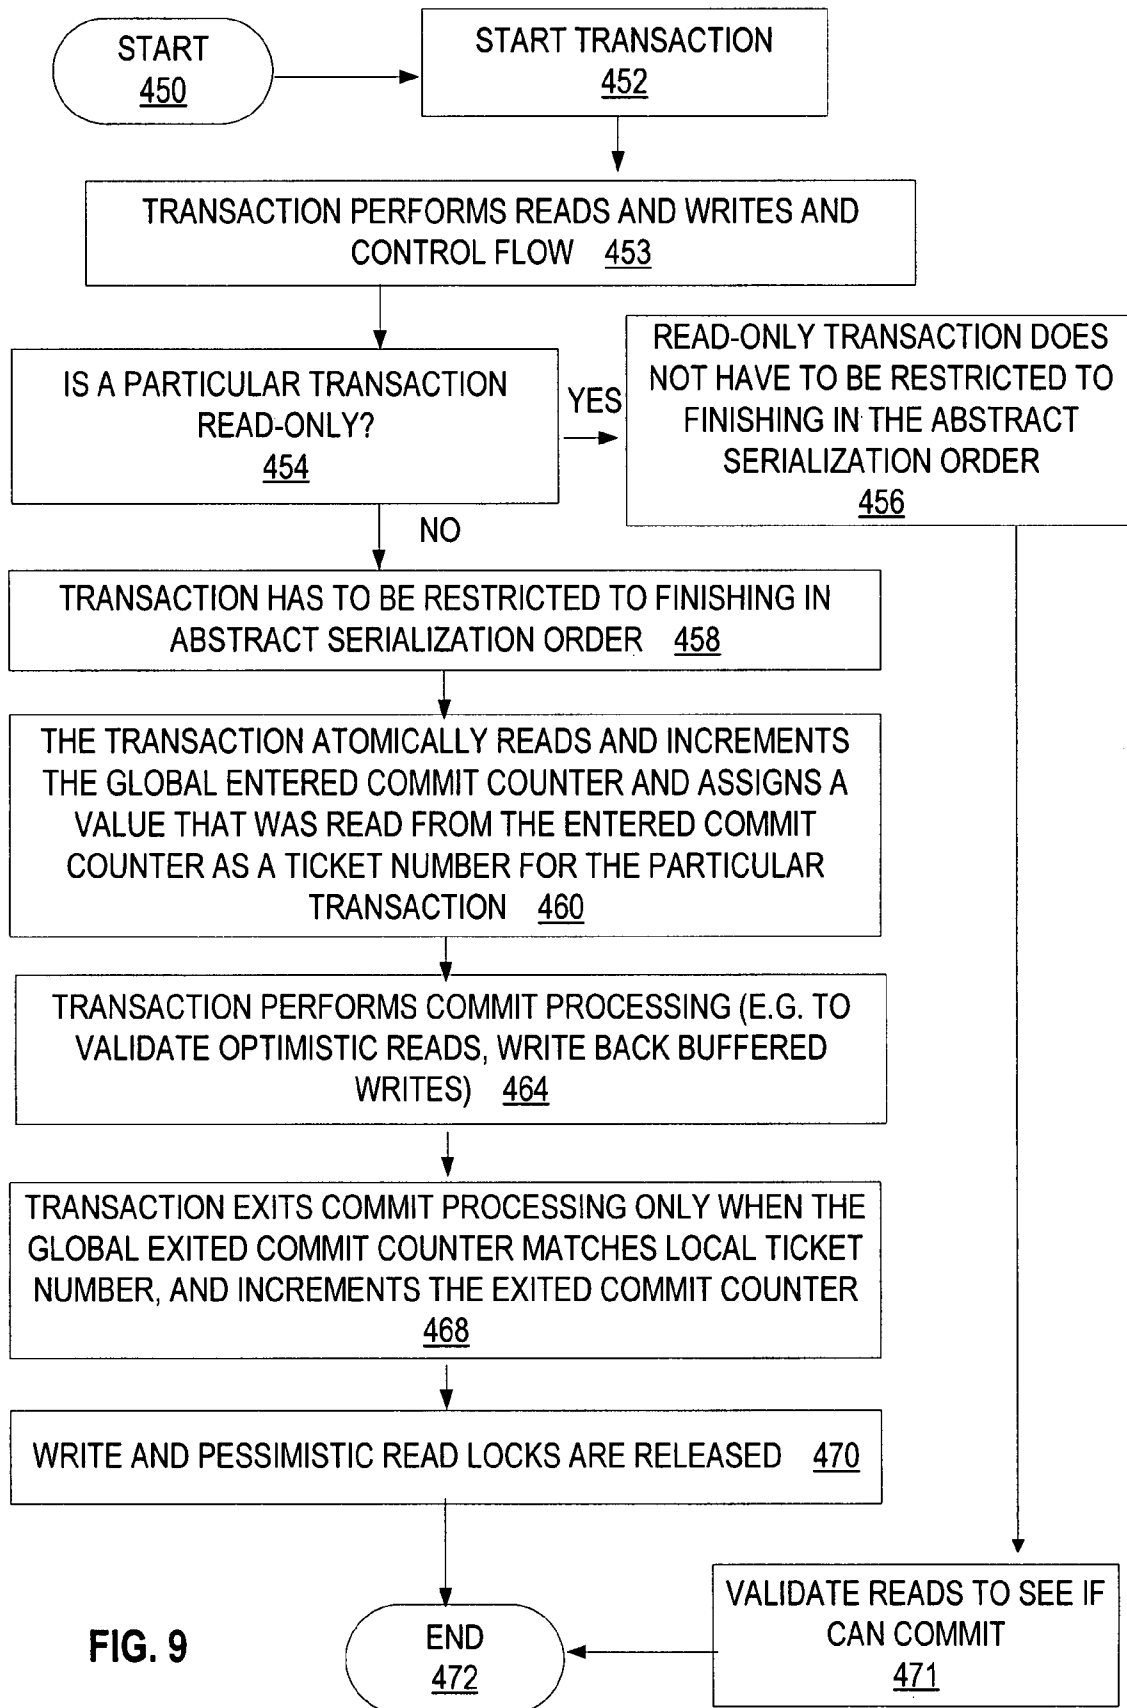 START
450
START TRANSACTION
452
TRANSACTION PERFORMS READS AND WRITES AND
CONTROL FLOW 453
IS A PARTICULAR TRANSACTION
READ-ONLY?
454
YES
READ-ONLY TRANSACTION DOES
NOT HAVE TO BE RESTRICTED TO
FINISHING IN THE ABSTRACT
SERIALIZATION ORDER
456
NO
TRANSACTION HAS TO BE RESTRICTED TO FINISHING IN
ABSTRACT SERIALIZATION ORDER 458
THE TRANSACTION ATOMICALLY READS AND INCREMENTS
THE GLOBAL ENTERED COMMIT COUNTER AND ASSIGNS A
VALUE THAT WAS READ FROM THE ENTERED COMMIT
COUNTER AS A TICKET NUMBER FOR THE PARTICULAR
TRANSACTION 460
TRANSACTION PERFORMS COMMIT PROCESSING (E.G. TO
VALIDATE OPTIMISTIC READS, WRITE BACK BUFFERED
WRITES) 464
TRANSACTION EXITS COMMIT PROCESSING ONLY WHEN THE
GLOBAL EXITED COMMIT COUNTER MATCHES LOCAL TICKET
NUMBER, AND INCREMENTS THE EXITED COMMIT COUNTER
468
WRITE AND PESSIMISTIC READ LOCKS ARE RELEASED 470
VALIDATE READS TO SEE IF
CAN COMMIT
471
END
472
FIG. 9